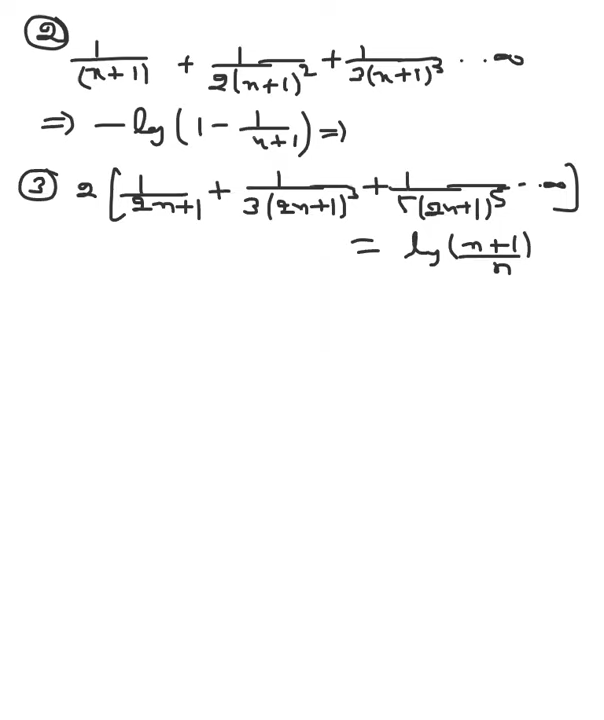 ② 1/(n+1) + 1/2(n+1)² + 1/3(n+1)³ ... ∞
⇒ -log(1 - 1/n+1) ⇒
③ 2[1/2n+1 + 1/3(2n+1)³ + 1/5(2n+1)⁵ ... ∞]
= log(n+1/n)